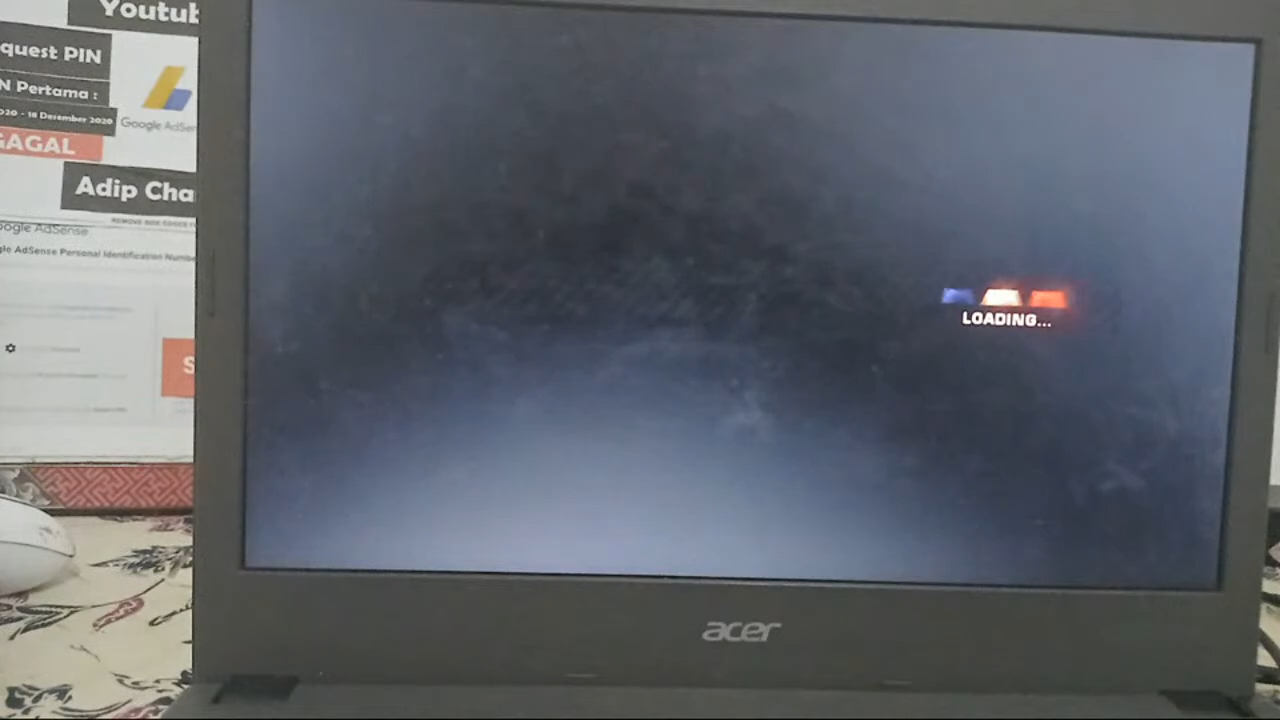 Youtub
quest PIN
N Pertama :
020 - 18 Desember 2020
Google AdSen
GAGAL
Adip Cha
oogle AdSense
gle AdSense Personal Identification Numbe
S
LOADING...
acer